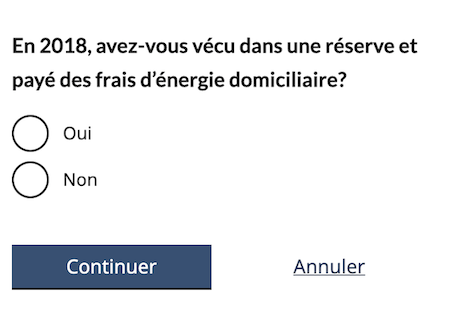 En 2018, avez-vous vécu dans une réserve et
payé des frais d’énergie domiciliaire?
Oui
Non
Continuer
Annuler